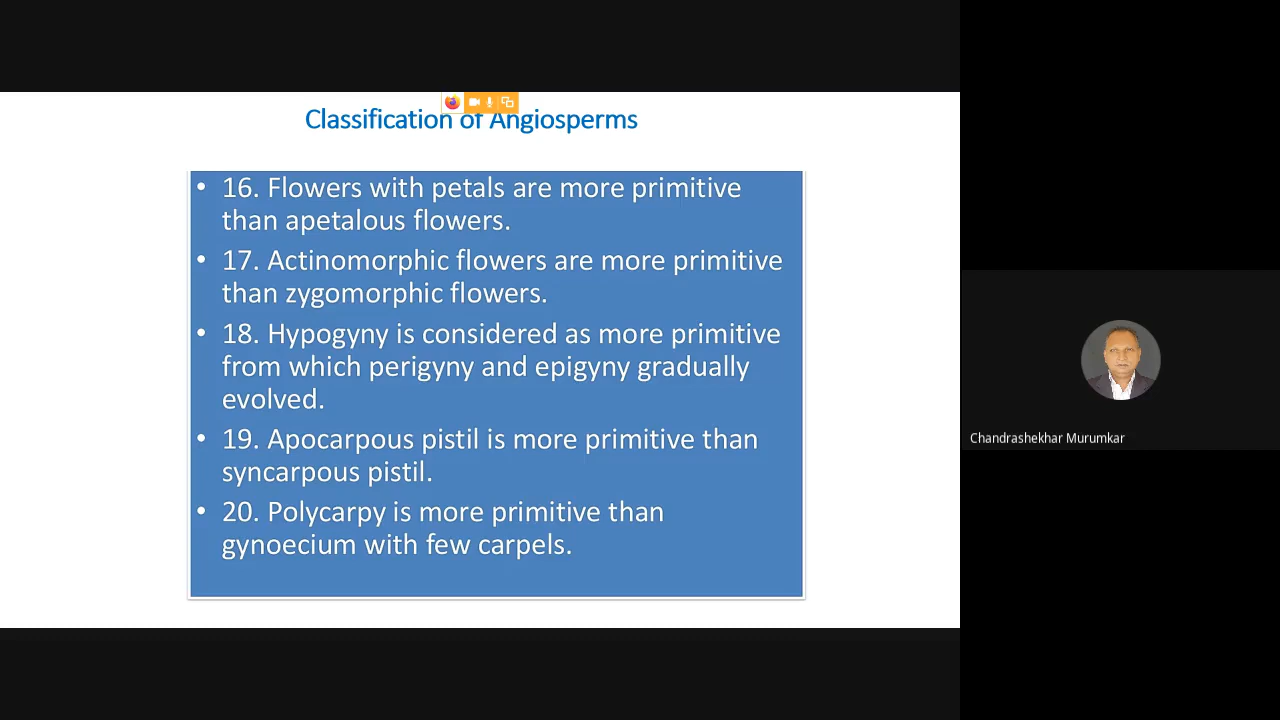 Classification of Angiosperms
• 16. Flowers with petals are more primitive
than apetalous flowers.
• 17. Actinomorphic flowers are more primitive
than zygomorphic flowers.
• 18. Hypogyny is considered as more primitive
from which perigyny and epigyny gradually
evolved.
• 19. Apocarpous pistil is more primitive than
syncarpous pistil.
• 20. Polycarpy is more primitive than
gynoecium with few carpels.
Chandrashekhar Murumkar